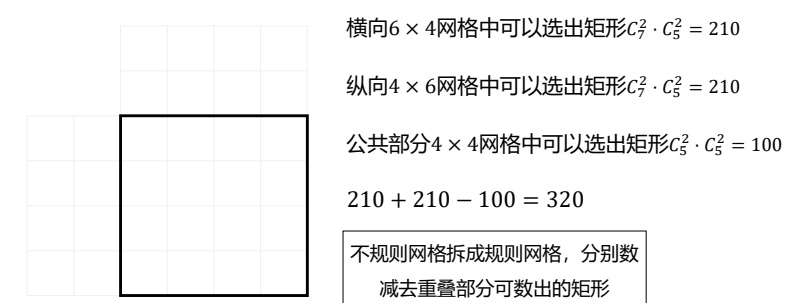 横向6 × 4网格中可以选出矩形𝐶₇² · 𝐶₅² = 210
纵向4 × 6网格中可以选出矩形𝐶₇² · 𝐶₅² = 210
公共部分4 × 4网格中可以选出矩形𝐶₅² · 𝐶₅² = 100
210 + 210 − 100 = 320
不规则网格拆成规则网格，分别数
减去重叠部分可数出的矩形